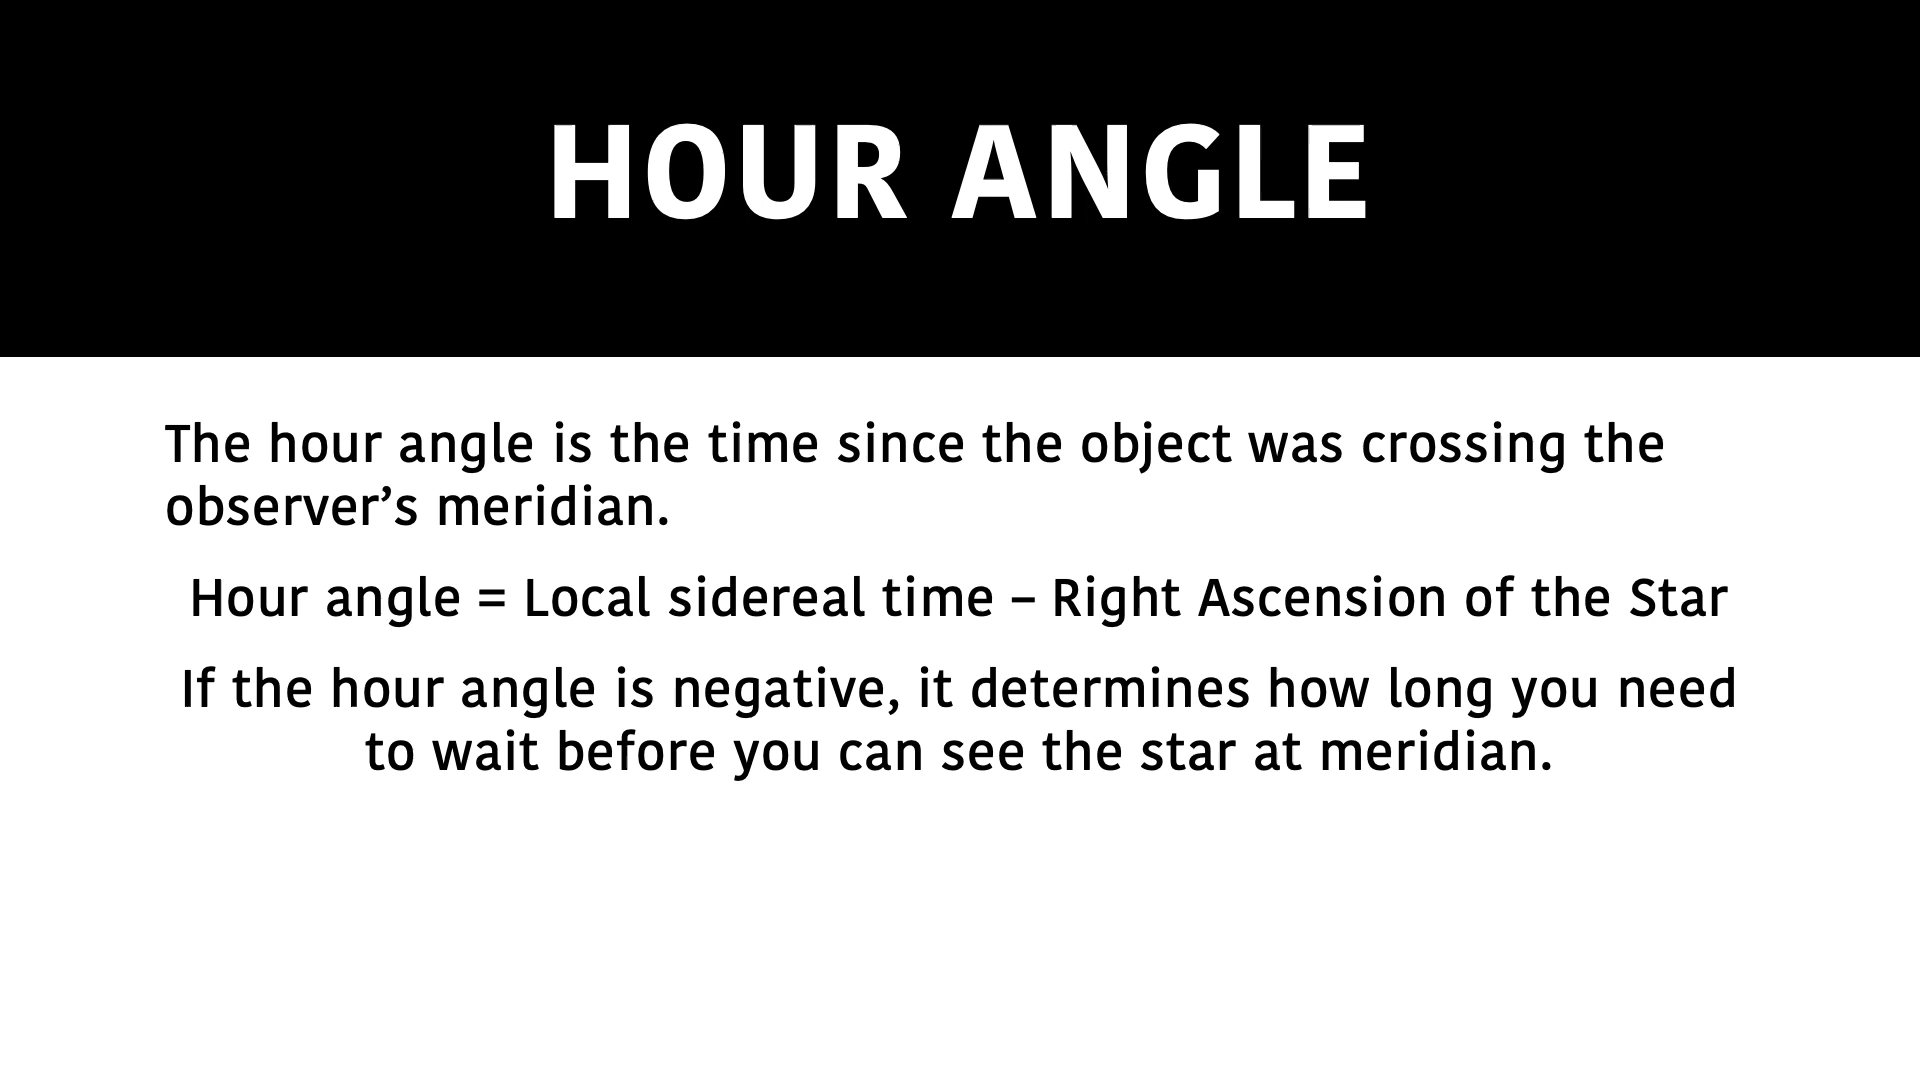 HOUR ANGLE
The hour angle is the time since the object was crossing the
observer’s meridian.
Hour angle = Local sidereal time – Right Ascension of the Star
If the hour angle is negative, it determines how long you need
to wait before you can see the star at meridian.